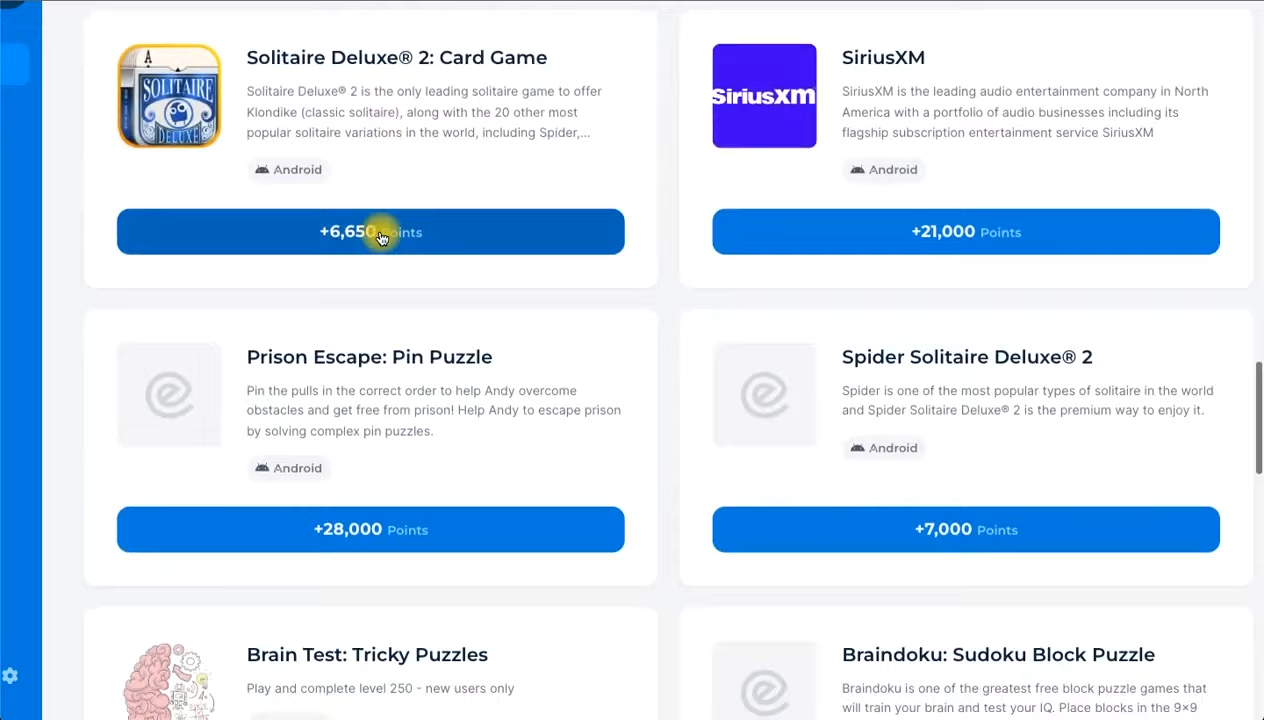 Solitaire Deluxe® 2: Card Game
Solitaire Deluxe® 2 is the only leading solitaire game to offer
Klondike (classic solitaire), along with the 20 other most
popular solitaire variations in the world, including Spider,...
Android
+6,650 Points
A
SOLITAIRE
DELUXE
SiriusXM
SiriusXM is the leading audio entertainment company in North
America with a portfolio of audio businesses including its
flagship subscription entertainment service SiriusXM
Android
+21,000 Points
SiriusXM
Prison Escape: Pin Puzzle
Pin the pulls in the correct order to help Andy overcome
obstacles and get free from prison! Help Andy to escape prison
by solving complex pin puzzles.
Android
+28,000 Points
Spider Solitaire Deluxe® 2
Spider is one of the most popular types of solitaire in the world
and Spider Solitaire Deluxe® 2 is the premium way to enjoy it.
Android
+7,000 Points
Brain Test: Tricky Puzzles
Play and complete level 250 - new users only
Braindoku: Sudoku Block Puzzle
Braindoku is one of the greatest free block puzzle games that
will train your brain and test your IQ. Place blocks in the 9×9